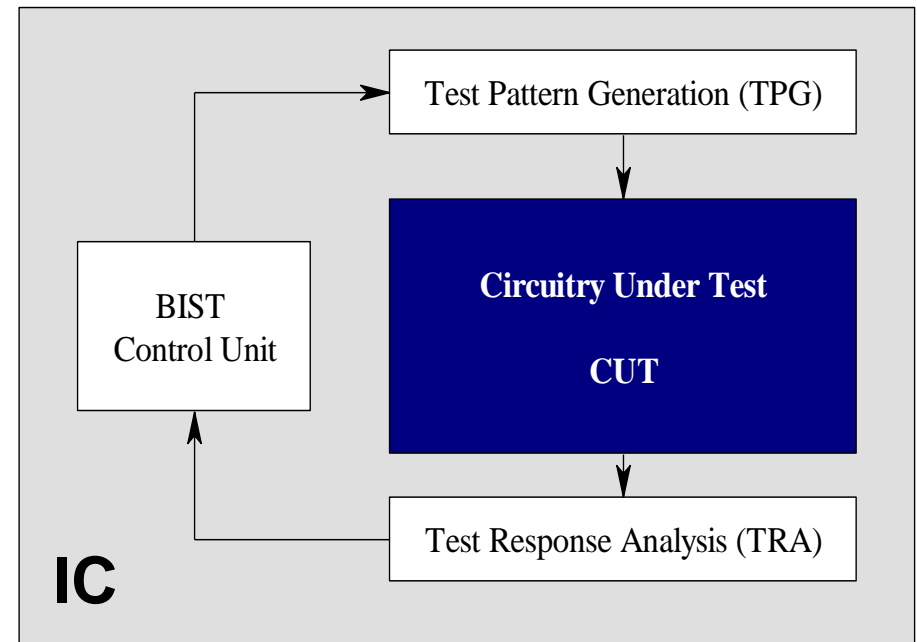 Test Pattern Generation (TPG)
Circuitry Under Test
CUT
BIST
Control Unit
Test Response Analysis (TRA)
IC